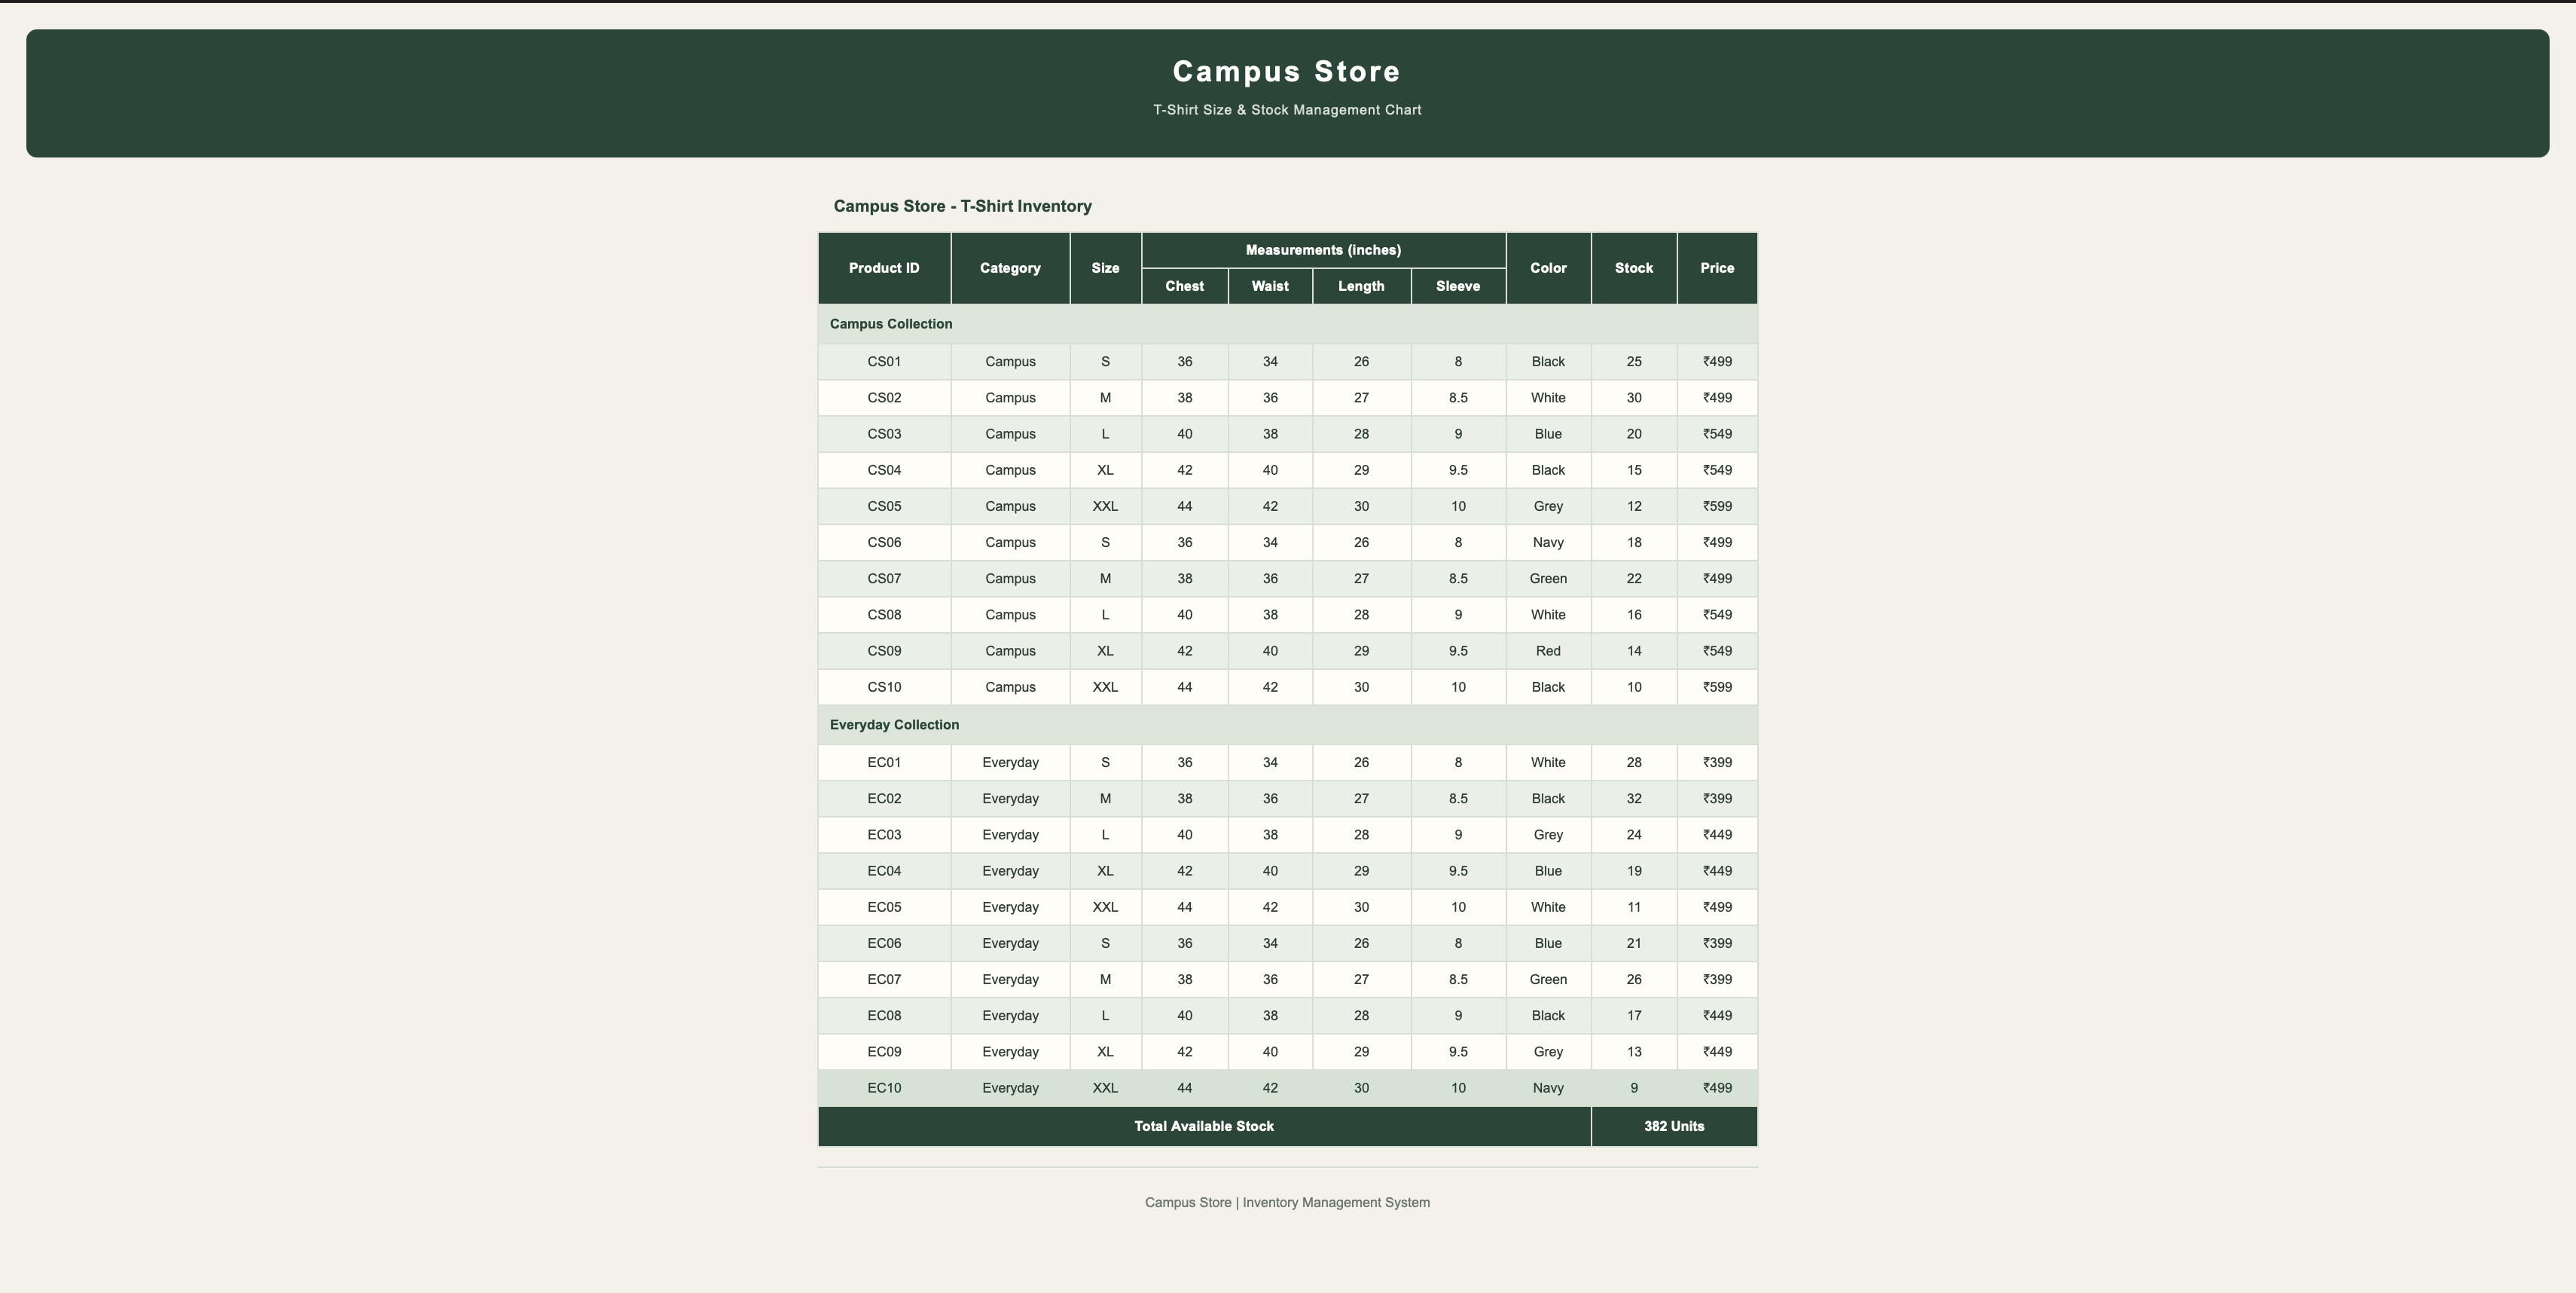 Campus Store
T-Shirt Size & Stock Management Chart
Campus Store - T-Shirt Inventory
Product ID Category Size Measurements (inches) Color Stock Price
Chest Waist Length Sleeve
Campus Collection
CS01 Campus S 36 34 26 8 Black 25 ₹499
CS02 Campus M 38 36 27 8.5 White 30 ₹499
CS03 Campus L 40 38 28 9 Blue 20 ₹549
CS04 Campus XL 42 40 29 9.5 Black 15 ₹549
CS05 Campus XXL 44 42 30 10 Grey 12 ₹599
CS06 Campus S 36 34 26 8 Navy 18 ₹499
CS07 Campus M 38 36 27 8.5 Green 22 ₹499
CS08 Campus L 40 38 28 9 White 16 ₹549
CS09 Campus XL 42 40 29 9.5 Red 14 ₹549
CS10 Campus XXL 44 42 30 10 Black 10 ₹599
Everyday Collection
EC01 Everyday S 36 34 26 8 White 28 ₹399
EC02 Everyday M 38 36 27 8.5 Black 32 ₹399
EC03 Everyday L 40 38 28 9 Grey 24 ₹449
EC04 Everyday XL 42 40 29 9.5 Blue 19 ₹449
EC05 Everyday XXL 44 42 30 10 White 11 ₹499
EC06 Everyday S 36 34 26 8 Blue 21 ₹399
EC07 Everyday M 38 36 27 8.5 Green 26 ₹399
EC08 Everyday L 40 38 28 9 Black 17 ₹449
EC09 Everyday XL 42 40 29 9.5 Grey 13 ₹449
EC10 Everyday XXL 44 42 30 10 Navy 9 ₹499
Total Available Stock 382 Units
Campus Store | Inventory Management System